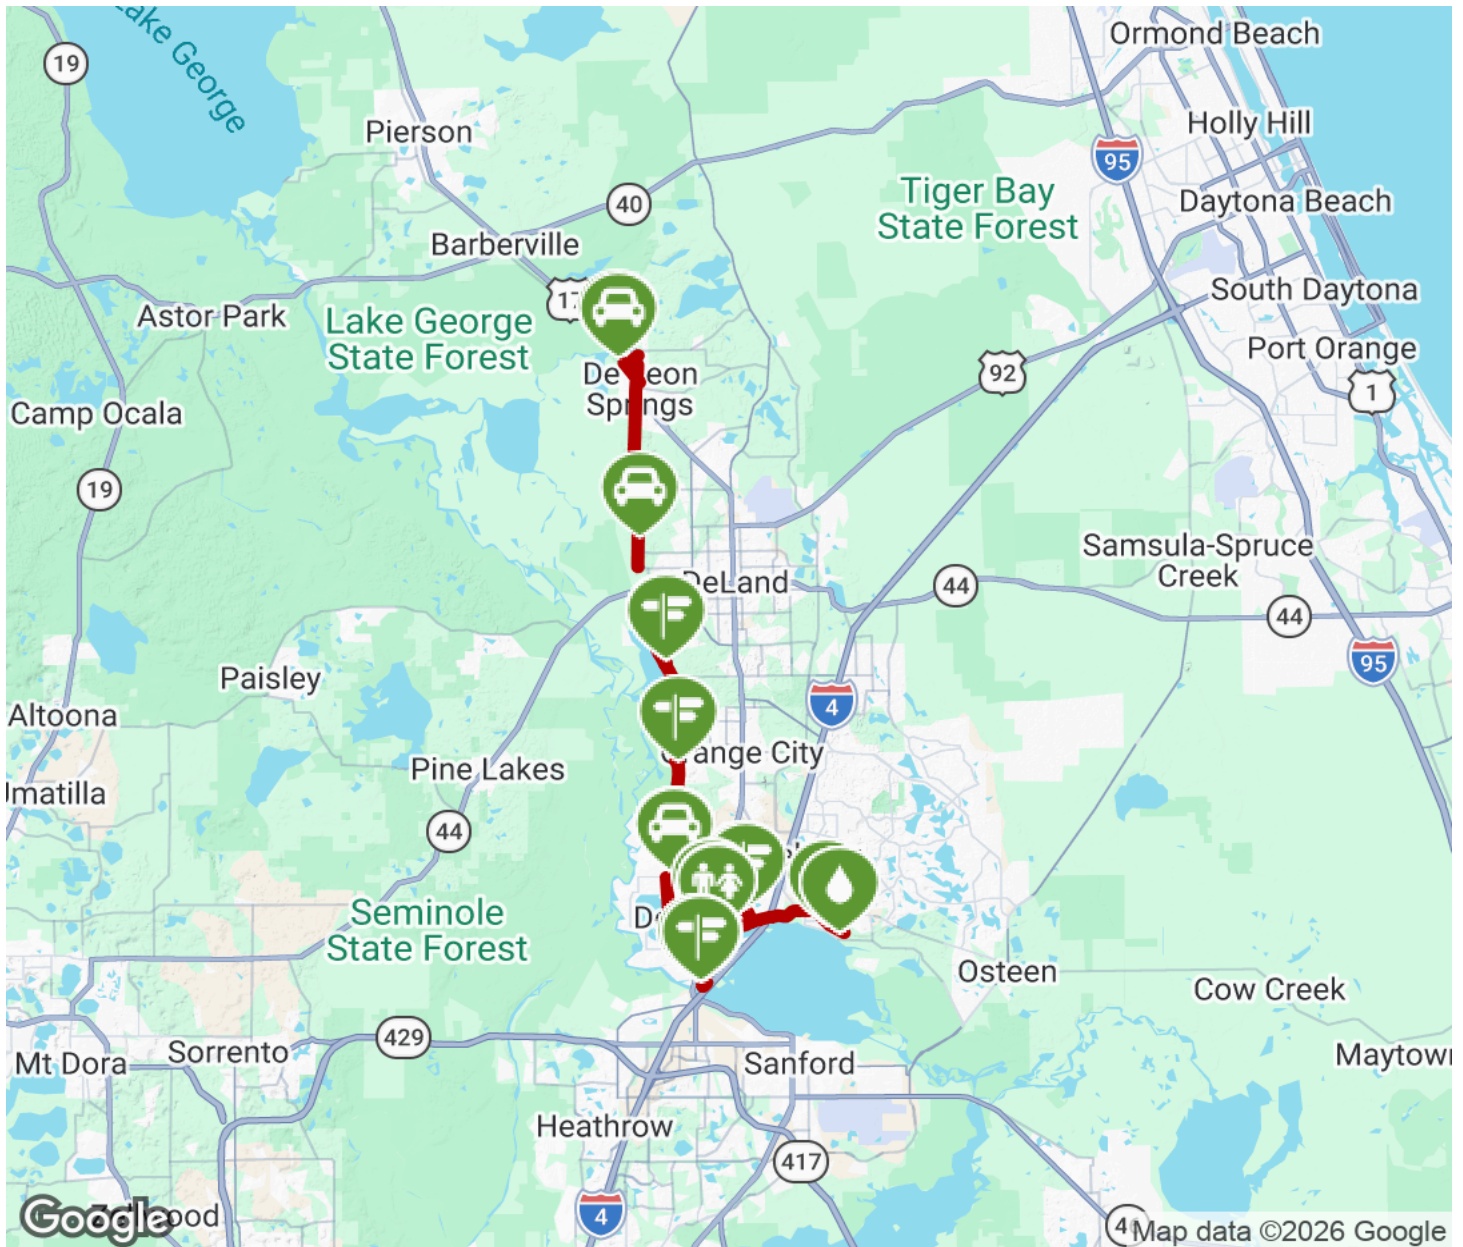 Lake George
Ormond Beach
19
Holly Hill
Pierson
95
Tiger Bay
State Forest
Daytona Beach
40
Barberville
South Daytona
Astor Park
Lake George
State Forest
Port Orange
92
1
Camp Ocala
Springs
19
Samsula-Spruce
Creek
DeLand
44
44
95
Paisley
4
Altoona
Orange City
Pine Lakes
44
Seminole
State Forest
Osteen
Cow Creek
429
Sorrento
Mt Dora
Sanford
Heathrow
417
4
Google
Map data ©2026 Google